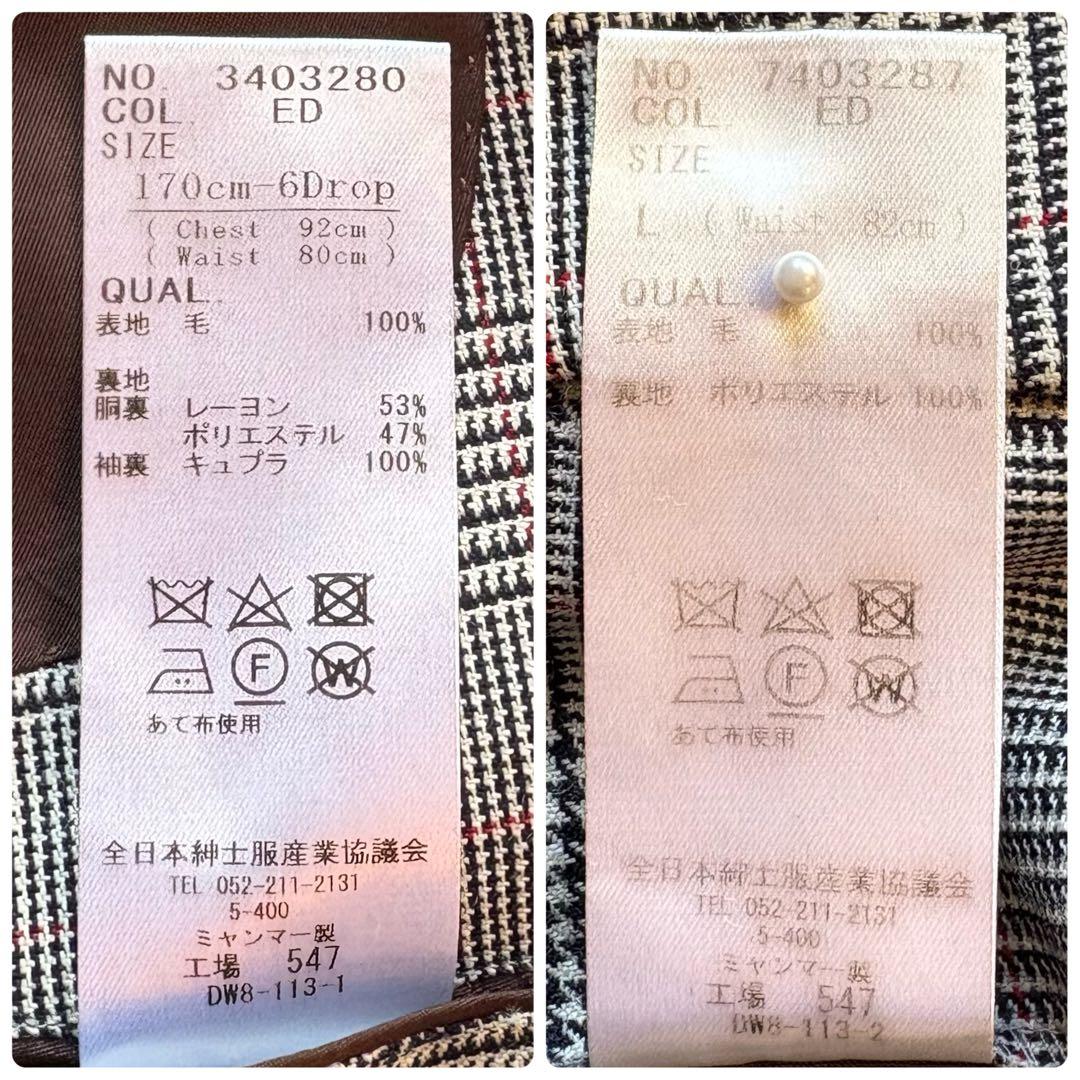 NO. 3403280
COL. ED
SIZE
170cm-6Drop
( Chest 92cm )
( Waist 80cm )
QUAL.
表地 毛 100%
裏地
胴裏 レーヨン 53%
ポリエステル 47%
袖裏 キュプラ 100%
F W
あて布使用
全日本紳士服産業協議会
TEL 052-211-2131
5-400
ミャンマー製
工場 547
DW8-113-1
NO. 7403287
COL ED
SIZE
L ( Waist 82cm )
QUAL.
表地 毛 100%
裏地 ポリエステル 100%
F W
あて布使用
全日本紳士服産業協議会
TEL 052-211-2131
5-400
ミャンマー製
工場 547
DW8-113-2